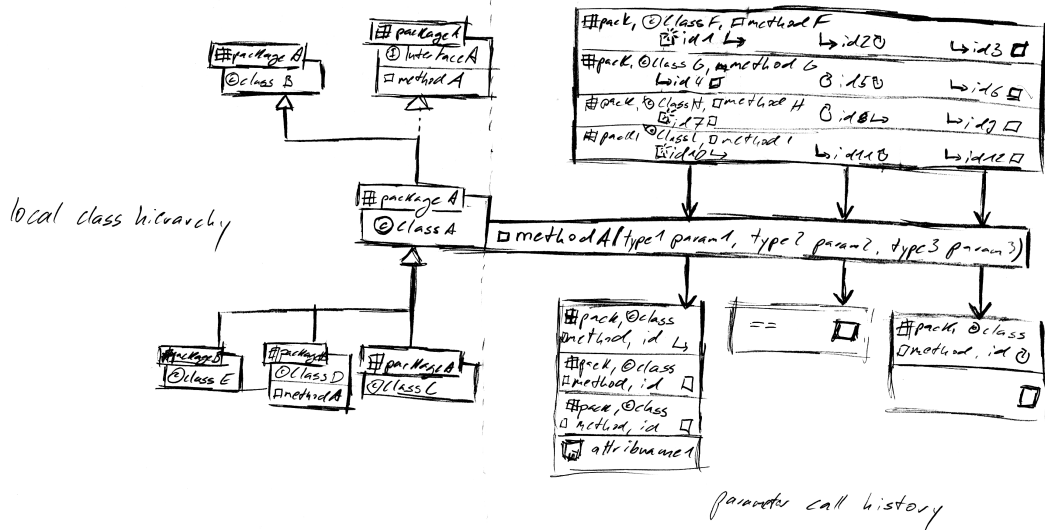 package A
class B
package A
Interface A
methodA
local class hierarchy
package A
class A
package B
class E
package
class D
methodA
package A
class C
pack, class F, method F
id1 id2 id3
pack, class G, method G
id4 id5 id6
pack, class H, method H
id7 id8 id9
pack, class I, method I
id10 id11 id12
methodA(type1 param1, type2 param2, type3 param3)
pack, class
method, id
pack, class
method, id
pack, class
method, id
attribname1
==
pack, class
method, id
parameter call history